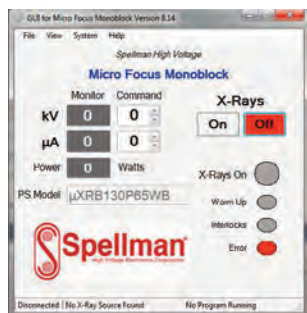 GUI for Micro Focus Monoblock Version 8.14
File View System Help
Spellman High Voltage
Micro Focus Monoblock
Monitor Command
X-Rays
kV 0 0
On Off
µA 0 0
Power 0 Watts
X-Rays On
PS Model µXRB130P65WB
Warm Up
Interlocks
Error
Spellman®
High Voltage Electronics Corporation
Disconnected No X-Ray Source Found No Program Running